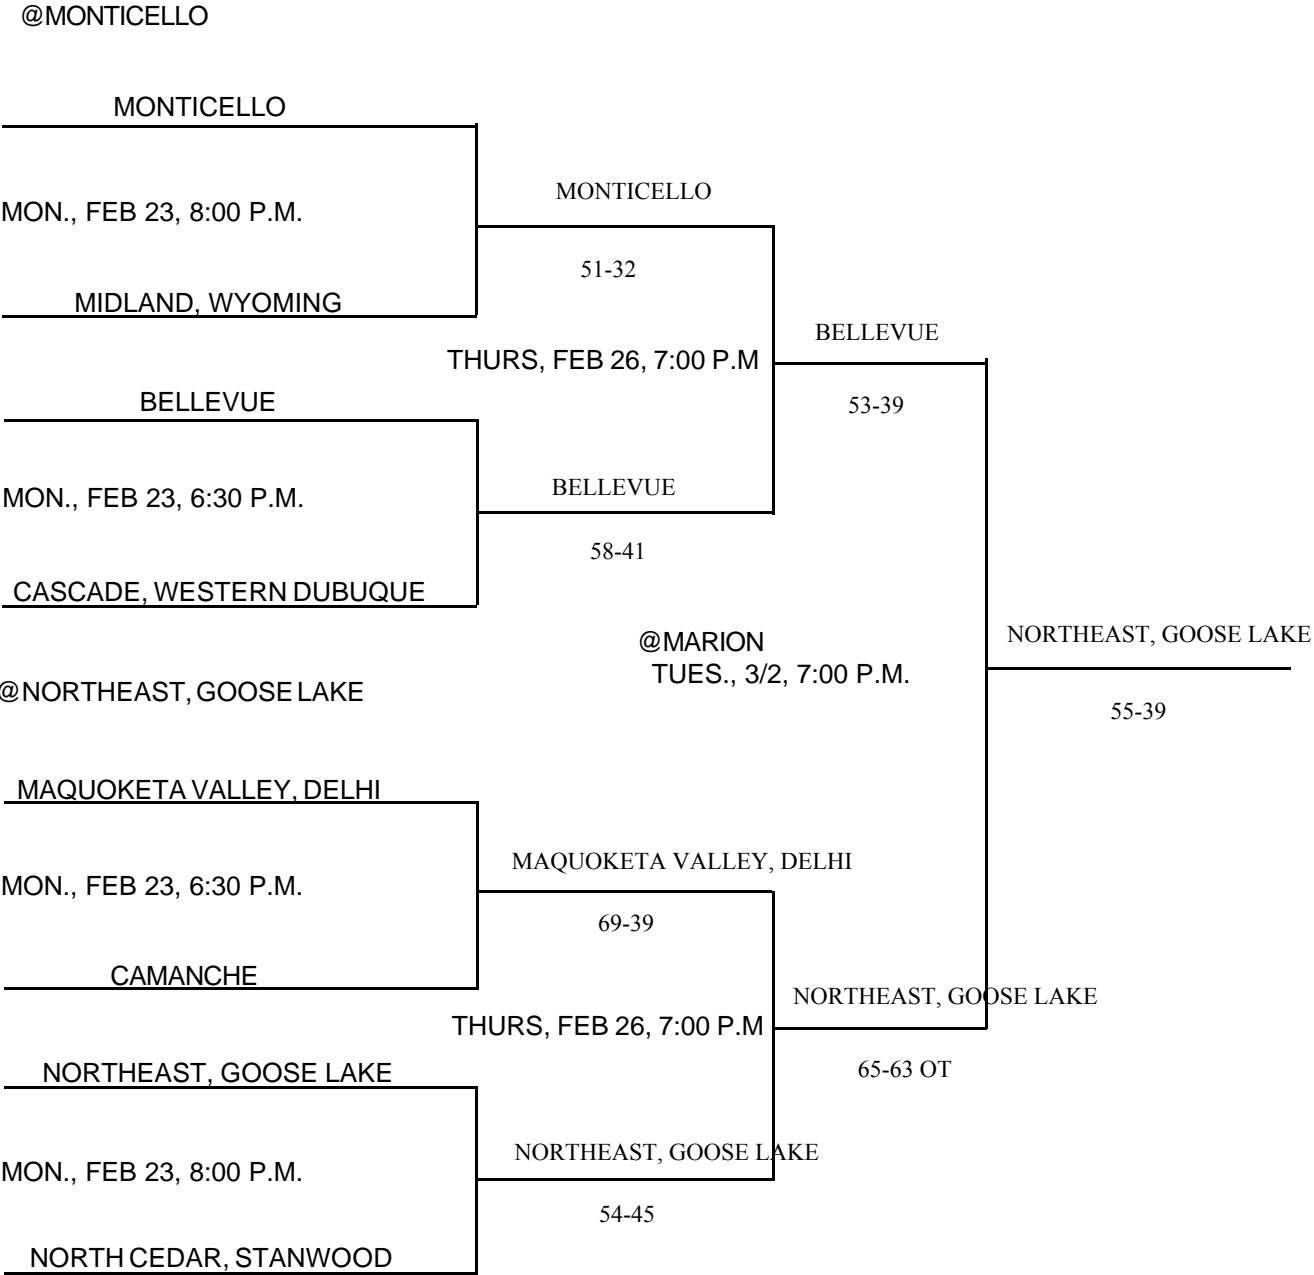 @MONTICELLO
MONTICELLO
MONTICELLO
MON., FEB 23, 8:00 P.M.
51-32
MIDLAND, WYOMING
BELLEVUE
THURS, FEB 26, 7:00 P.M
BELLEVUE
53-39
BELLEVUE
MON., FEB 23, 6:30 P.M.
58-41
CASCADE, WESTERN DUBUQUE
NORTHEAST, GOOSE LAKE
@MARION
TUES., 3/2, 7:00 P.M.
@NORTHEAST, GOOSE LAKE
55-39
MAQUOKETA VALLEY, DELHI
MAQUOKETA VALLEY, DELHI
MON., FEB 23, 6:30 P.M.
69-39
CAMANCHE
NORTHEAST, GOOSE LAKE
THURS, FEB 26, 7:00 P.M
NORTHEAST, GOOSE LAKE
65-63 OT
NORTHEAST, GOOSE LAKE
MON., FEB 23, 8:00 P.M.
54-45
NORTH CEDAR, STANWOOD